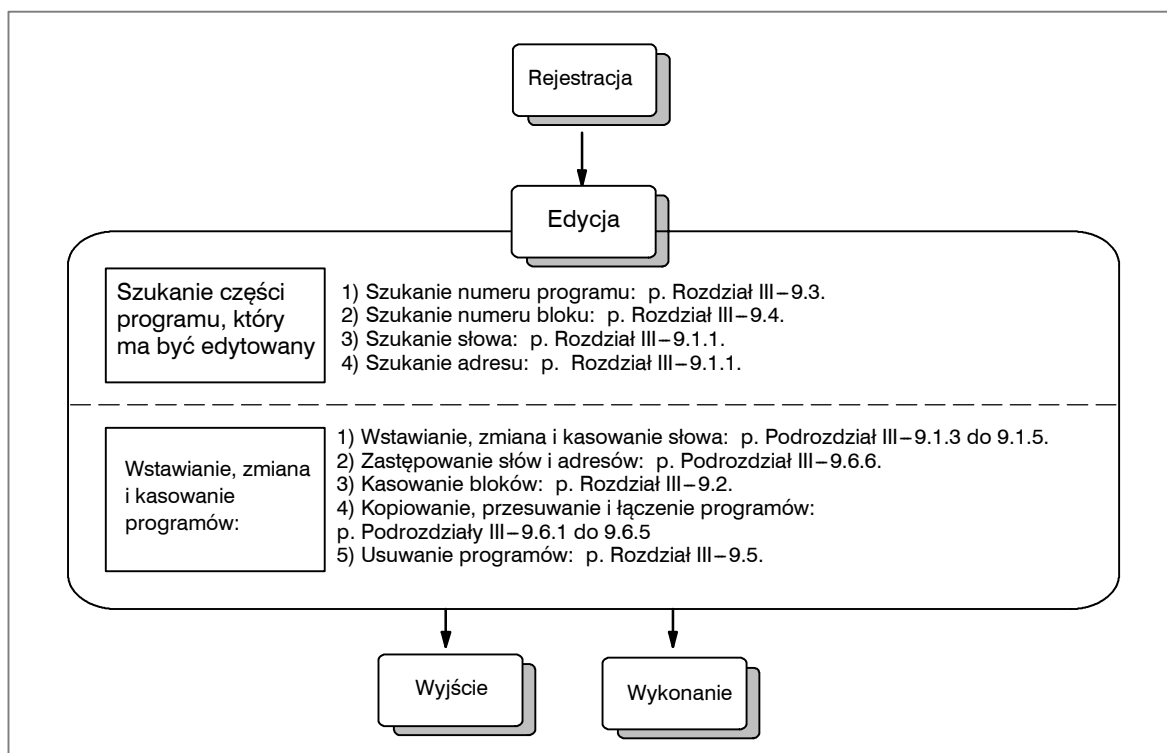 Rejestracja
Edycja
Szukanie części
programu, który
ma być edytowany
1) Szukanie numeru programu: p. Rozdział III-9.3.
2) Szukanie numeru bloku: p. Rozdział III-9.4.
3) Szukanie słowa: p. Rozdział III-9.1.1.
4) Szukanie adresu: p. Rozdział III-9.1.1.
Wstawianie, zmiana
i kasowanie
programów:
1) Wstawianie, zmiana i kasowanie słowa: p. Podrozdział III-9.1.3 do 9.1.5.
2) Zastępowanie słów i adresów: p. Podrozdział III-9.6.6.
3) Kasowanie bloków: p. Rozdział III-9.2.
4) Kopiowanie, przesuwanie i łączenie programów:
p. Podrozdziały III-9.6.1 do 9.6.5
5) Usuwanie programów: p. Rozdział III-9.5.
Wyjście
Wykonanie